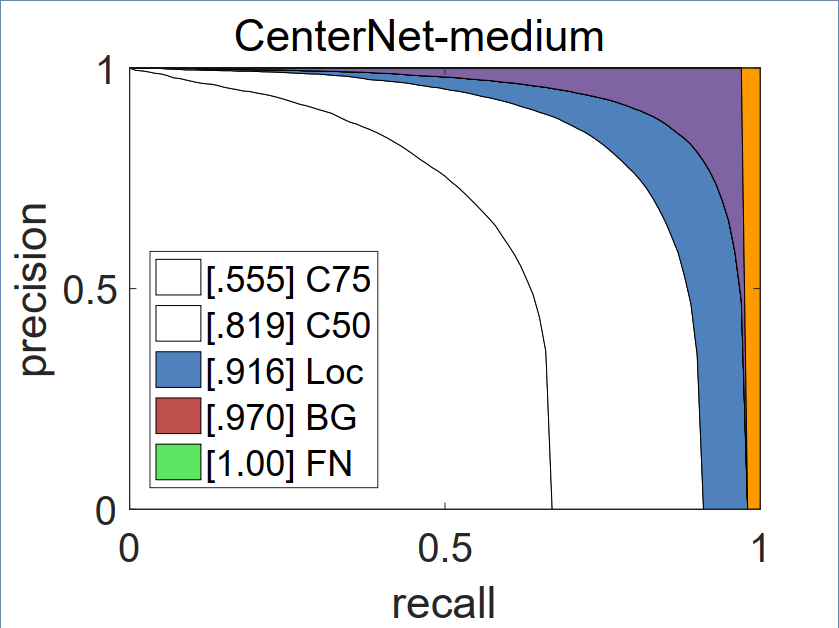 CenterNet-medium
1
precision
0.5
[.555] C75
[.819] C50
[.916] Loc
[.970] BG
[1.00] FN
0
0 0.5 1
recall